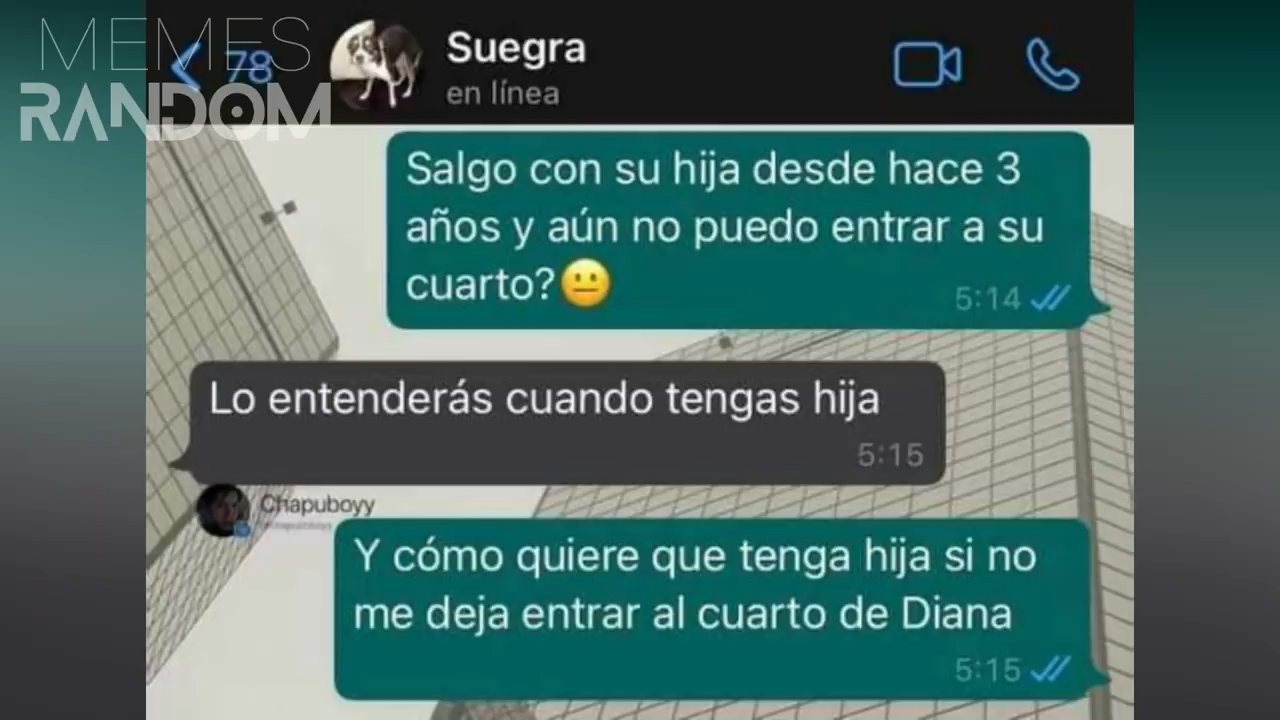 MEMES
RANDOM
78
Suegra
en línea
Salgo con su hija desde hace 3
años y aún no puedo entrar a su
cuarto?😐
5:14
Lo entenderás cuando tengas hija
5:15
Chapuboyy
Y cómo quiere que tenga hija si no
me deja entrar al cuarto de Diana
5:15